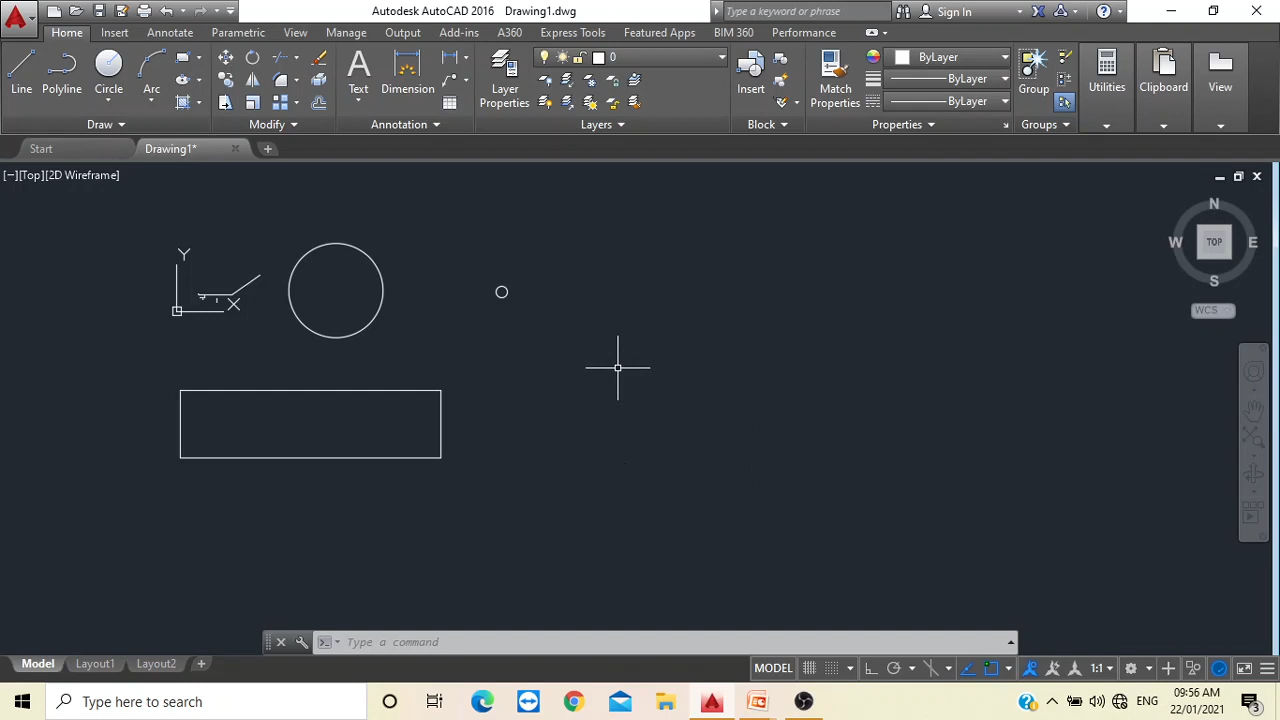 Autodesk AutoCAD 2016 Drawing1.dwg
Type a keyword or phrase
Sign In
Home Insert Annotate Parametric View Manage Output Add-ins A360 Express Tools Featured Apps BIM 360 Performance
Line Polyline Circle Arc
Text Dimension
Layer Properties
0
Insert
Match Properties
ByLayer
ByLayer
ByLayer
Group
Utilities
Clipboard
View
Draw Modify Annotation Layers Block Properties Groups
Start Drawing1*
[−][Top][2D Wireframe]
Y
X
N
W TOP E
S
WCS
Type a command
Model Layout1 Layout2
MODEL 1:1
Type here to search
ENG
09:56 AM
22/01/2021
3